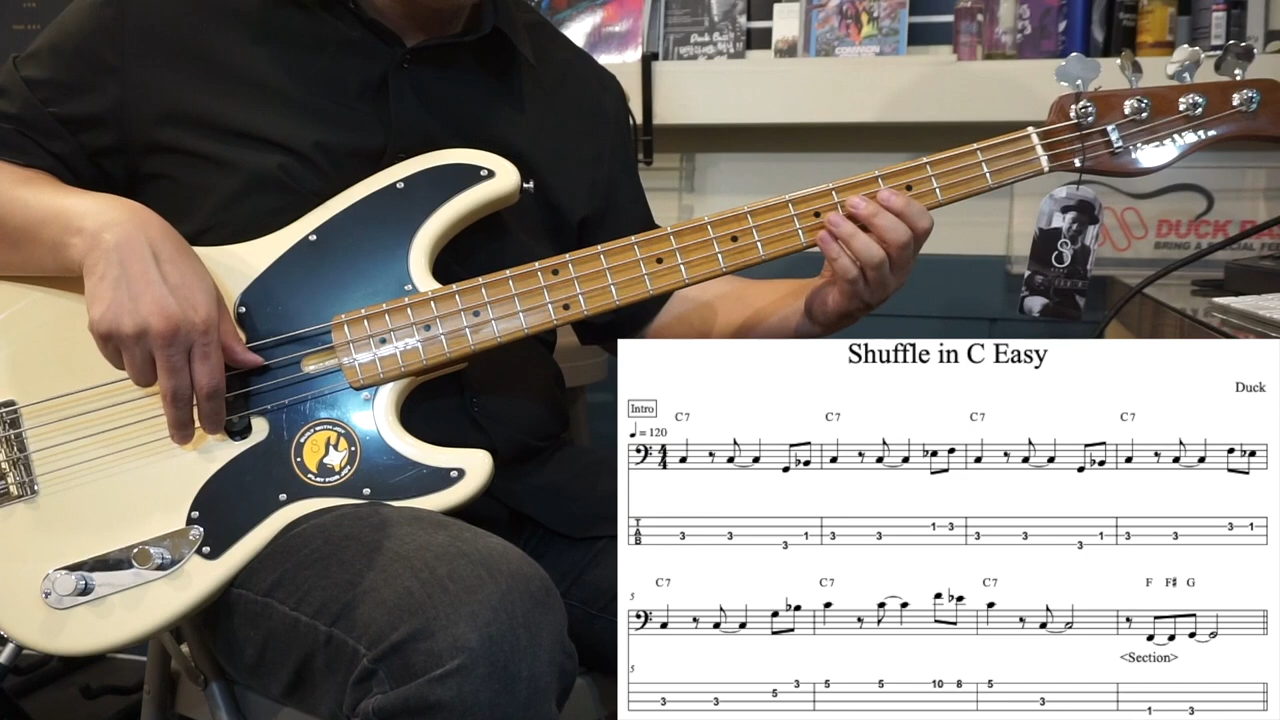 COMMON
BUILT WITH JOY
PLAY FOR JOY
DUCK BA
BRING A SPECIAL FE
Shuffle in C Easy
Duck
Intro
C7 C7 C7 C7
♩ = 120
T
A
B
3 3 3 1 3 3 1 3 3 3 3 1 3 3 3 1
5
C7 C7 C7 F F# G
<Section>
5
3 3 5 3 5 5 10 8 5 3 1 3